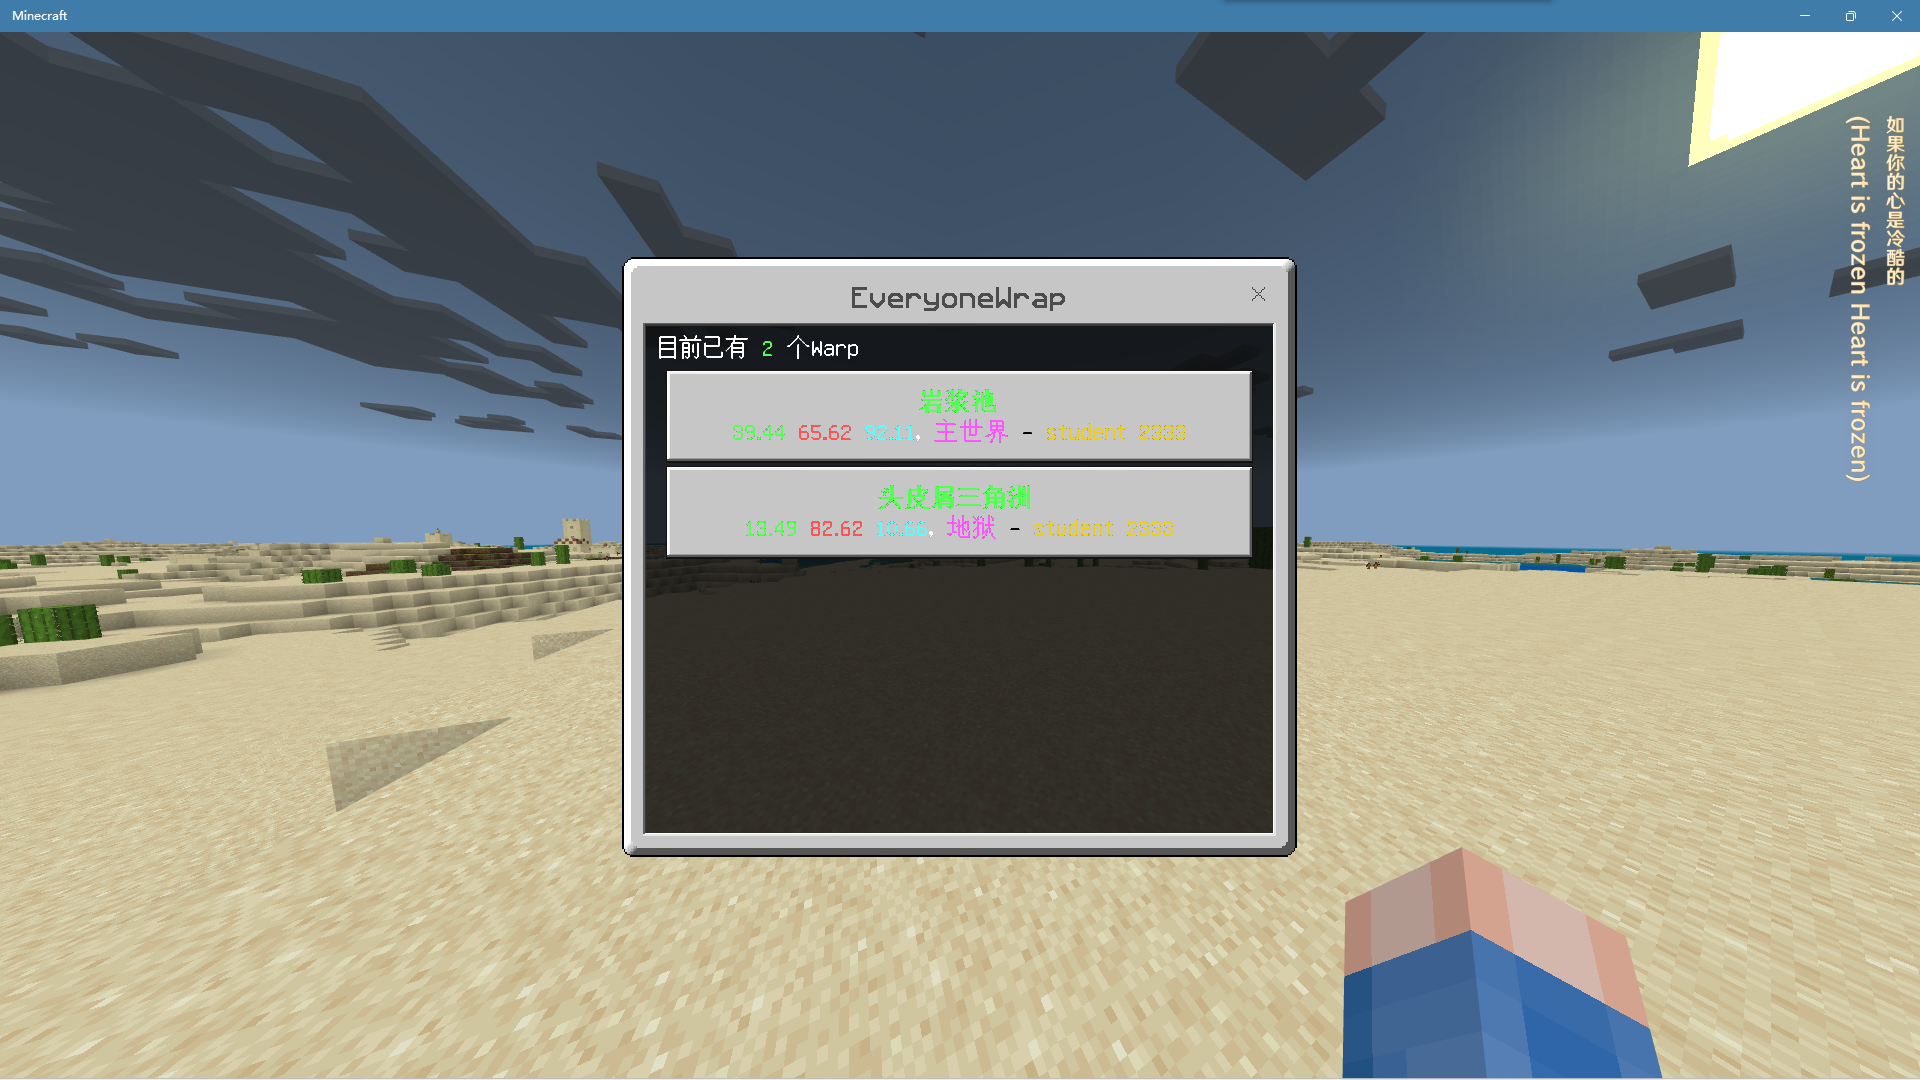 Minecraft
EveryoneWrap
目前已有 2 个Warp
岩浆池
39.44 65.62 92.11, 主世界 - student 2333
头皮屑三角洲
13.49 82.62 10.66, 地狱 - student 2333
如果你的心是冷酷的
(Heart is frozen Heart is frozen)